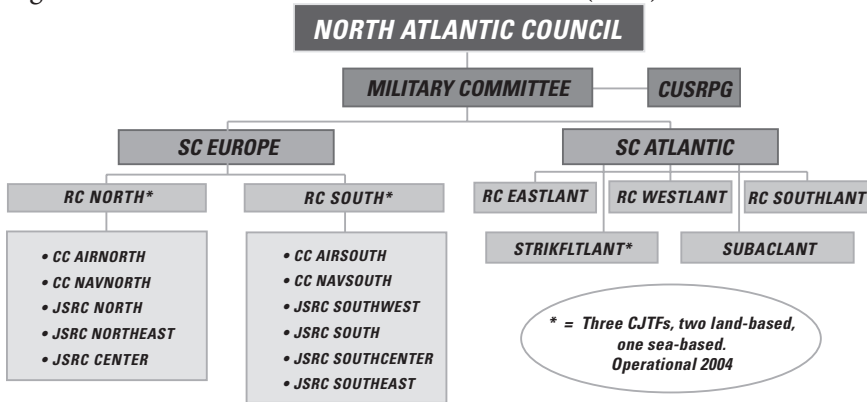 NORTH ATLANTIC COUNCIL
MILITARY COMMITTEE
CUSRPG
SC EUROPE
SC ATLANTIC
RC NORTH*
RC SOUTH*
RC EASTLANT
RC WESTLANT
RC SOUTHLANT
STRIKFLTLANT*
SUBACLANT
• CC AIRNORTH
• CC NAVNORTH
• JSRC NORTH
• JSRC NORTHEAST
• JSRC CENTER
• CC AIRSOUTH
• CC NAVSOUTH
• JSRC SOUTHWEST
• JSRC SOUTH
• JSRC SOUTHCENTER
• JSRC SOUTHEAST
* = Three CJTFs, two land-based,
one sea-based.
Operational 2004